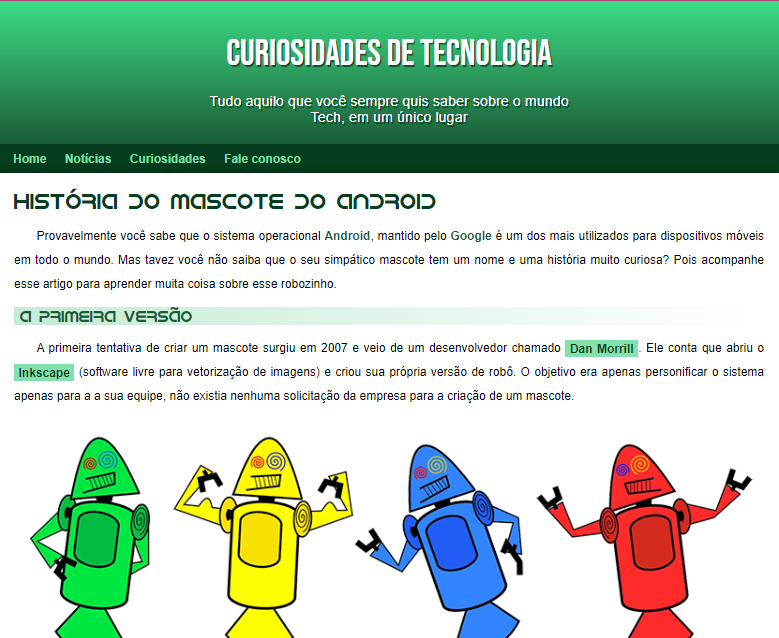 CURIOSIDADES DE TECNOLOGIA
Tudo aquilo que você sempre quis saber sobre o mundo
Tech, em um único lugar
Home Notícias Curiosidades Fale conosco
HISTÓRIA DO MASCOTE DO ANDROID
Provavelmente você sabe que o sistema operacional Android, mantido pelo Google é um dos mais utilizados para dispositivos móveis
em todo o mundo. Mas tavez você não saiba que o seu simpático mascote tem um nome e uma história muito curiosa? Pois acompanhe
esse artigo para aprender muita coisa sobre esse robozinho.
A PRIMEIRA VERSÃO
A primeira tentativa de criar um mascote surgiu em 2007 e veio de um desenvolvedor chamado Dan Morrill. Ele conta que abriu o
Inkscape (software livre para vetorização de imagens) e criou sua própria versão de robô. O objetivo era apenas personificar o sistema
apenas para a a sua equipe, não existia nenhuma solicitação da empresa para a criação de um mascote.